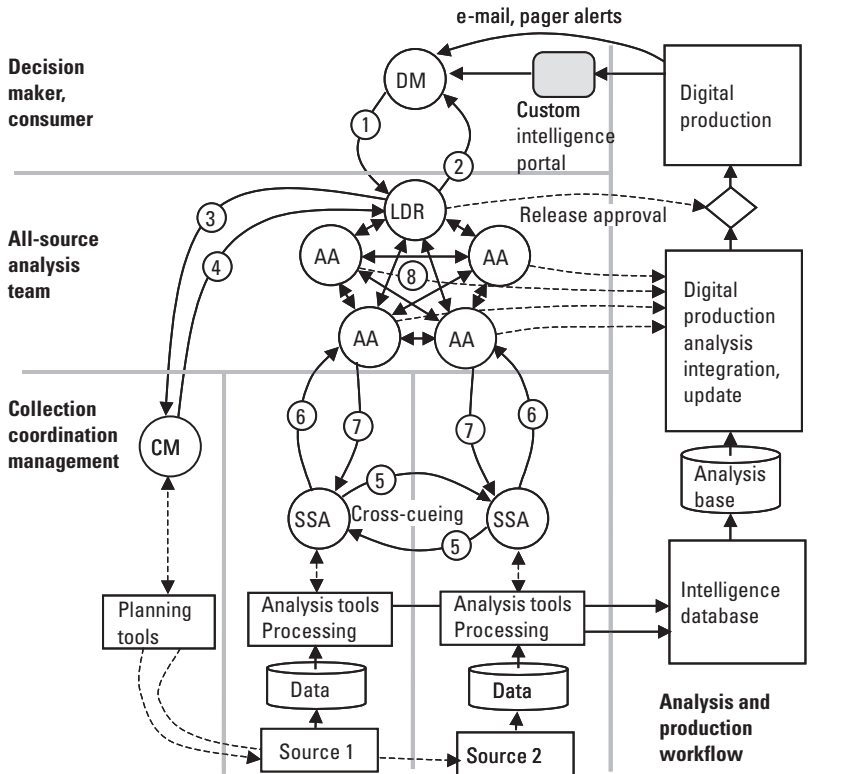 e-mail, pager alerts
Decision
maker,
consumer
DM
Custom
intelligence
portal
Digital
production
1
2
LDR
3
Release approval
All-source
analysis
team
4
AA
AA
8
AA
AA
Digital
production
analysis
integration,
update
Collection
coordination
management
CM
6
7
7
6
Analysis
base
5
SSA
Cross-cueing
SSA
5
Planning
tools
Analysis tools
Processing
Analysis tools
Processing
Intelligence
database
Data
Data
Source 1
Source 2
Analysis and
production
workflow